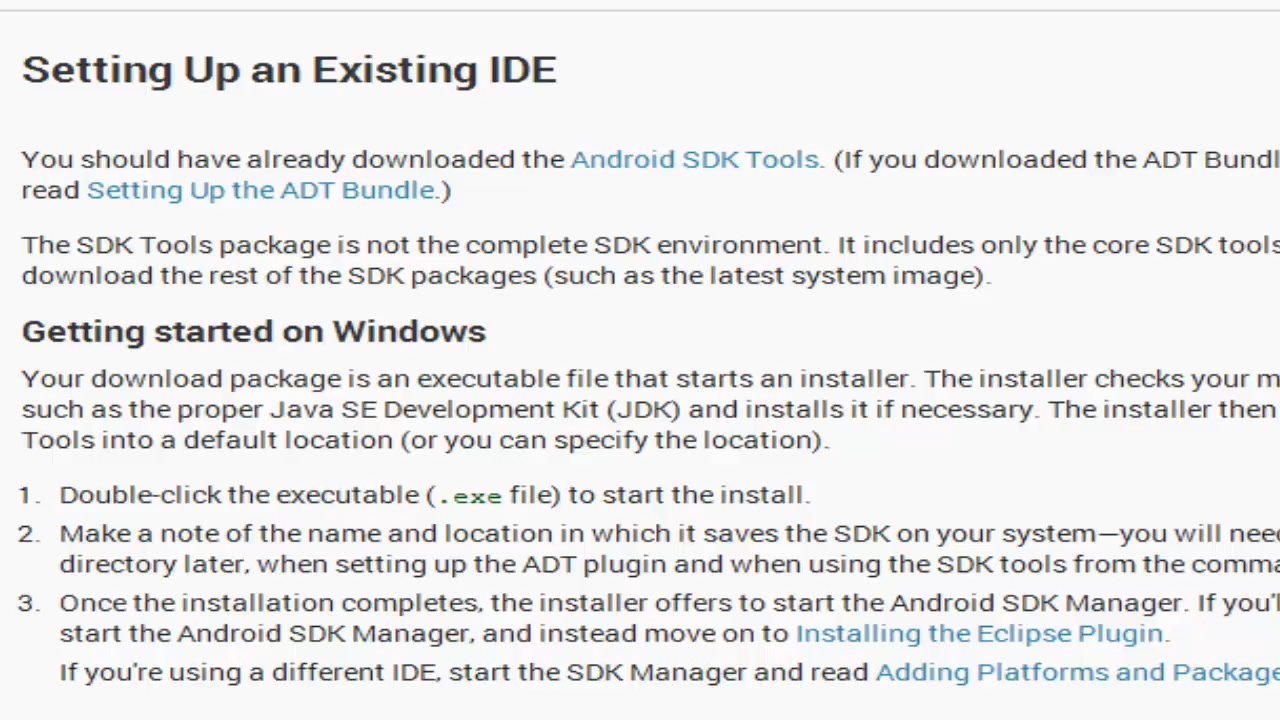 Setting Up an Existing IDE
You should have already downloaded the Android SDK Tools. (If you downloaded the ADT Bundl
read Setting Up the ADT Bundle.)
The SDK Tools package is not the complete SDK environment. It includes only the core SDK tools
download the rest of the SDK packages (such as the latest system image).
Getting started on Windows
Your download package is an executable file that starts an installer. The installer checks your m
such as the proper Java SE Development Kit (JDK) and installs it if necessary. The installer then
Tools into a default location (or you can specify the location).
1. Double-click the executable (.exe file) to start the install.
2. Make a note of the name and location in which it saves the SDK on your system—you will nee
directory later, when setting up the ADT plugin and when using the SDK tools from the comma
3. Once the installation completes, the installer offers to start the Android SDK Manager. If you'l
start the Android SDK Manager, and instead move on to Installing the Eclipse Plugin.
If you're using a different IDE, start the SDK Manager and read Adding Platforms and Package